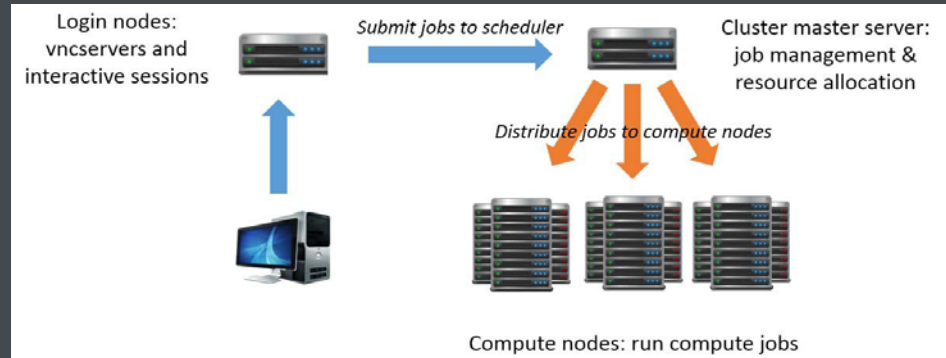 Login nodes:
vncservers and
interactive sessions
Submit jobs to scheduler
Cluster master server:
job management &
resource allocation
Distribute jobs to compute nodes
Compute nodes: run compute jobs